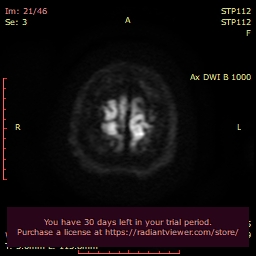 Im: 21/46
Se: 3
A
STP112
STP112
F
Ax DWI B 1000
R
L
You have 30 days left in your trial period.
Purchase a license at https://radiantviewer.com/store/